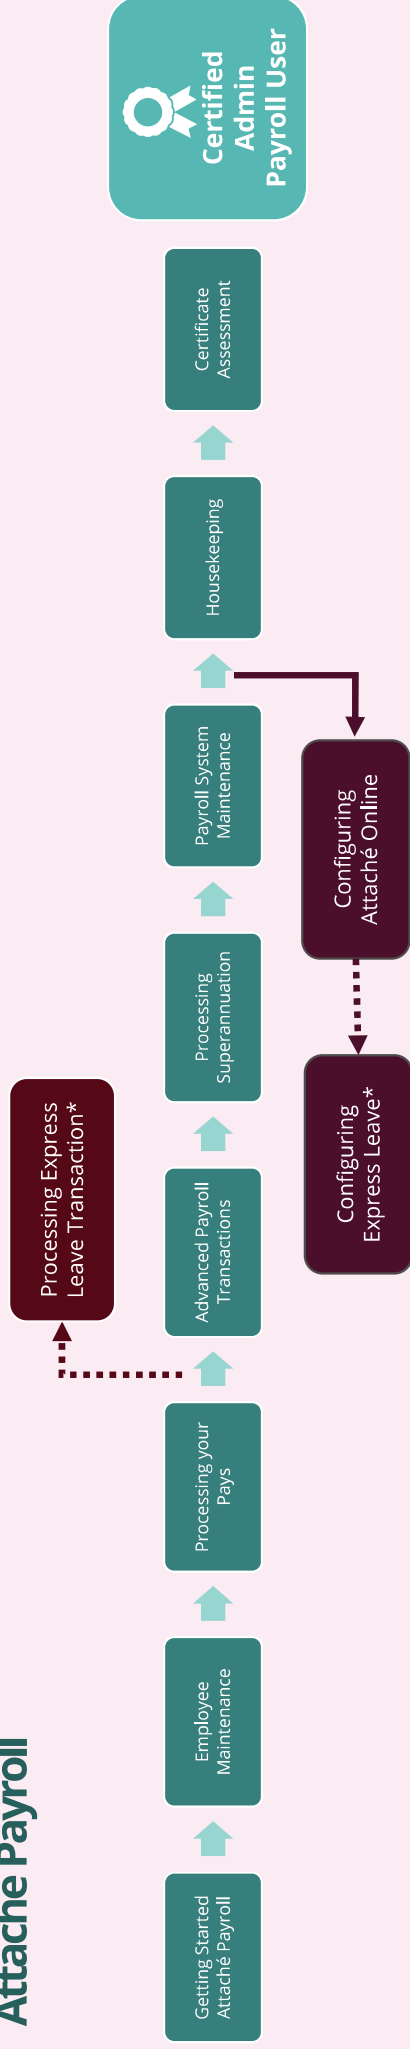 Attache Payroll
Getting Started
Attaché Payroll
Employee
Maintenance
Processing your
Pays
Processing Express
Leave Transaction*
Advanced Payroll
Transactions
Processing
Superannuation
Payroll System
Maintenance
Configuring
Attaché Online
Configuring
Express Leave*
Housekeeping
Certificate
Assessment
Certified
Admin
Payroll User